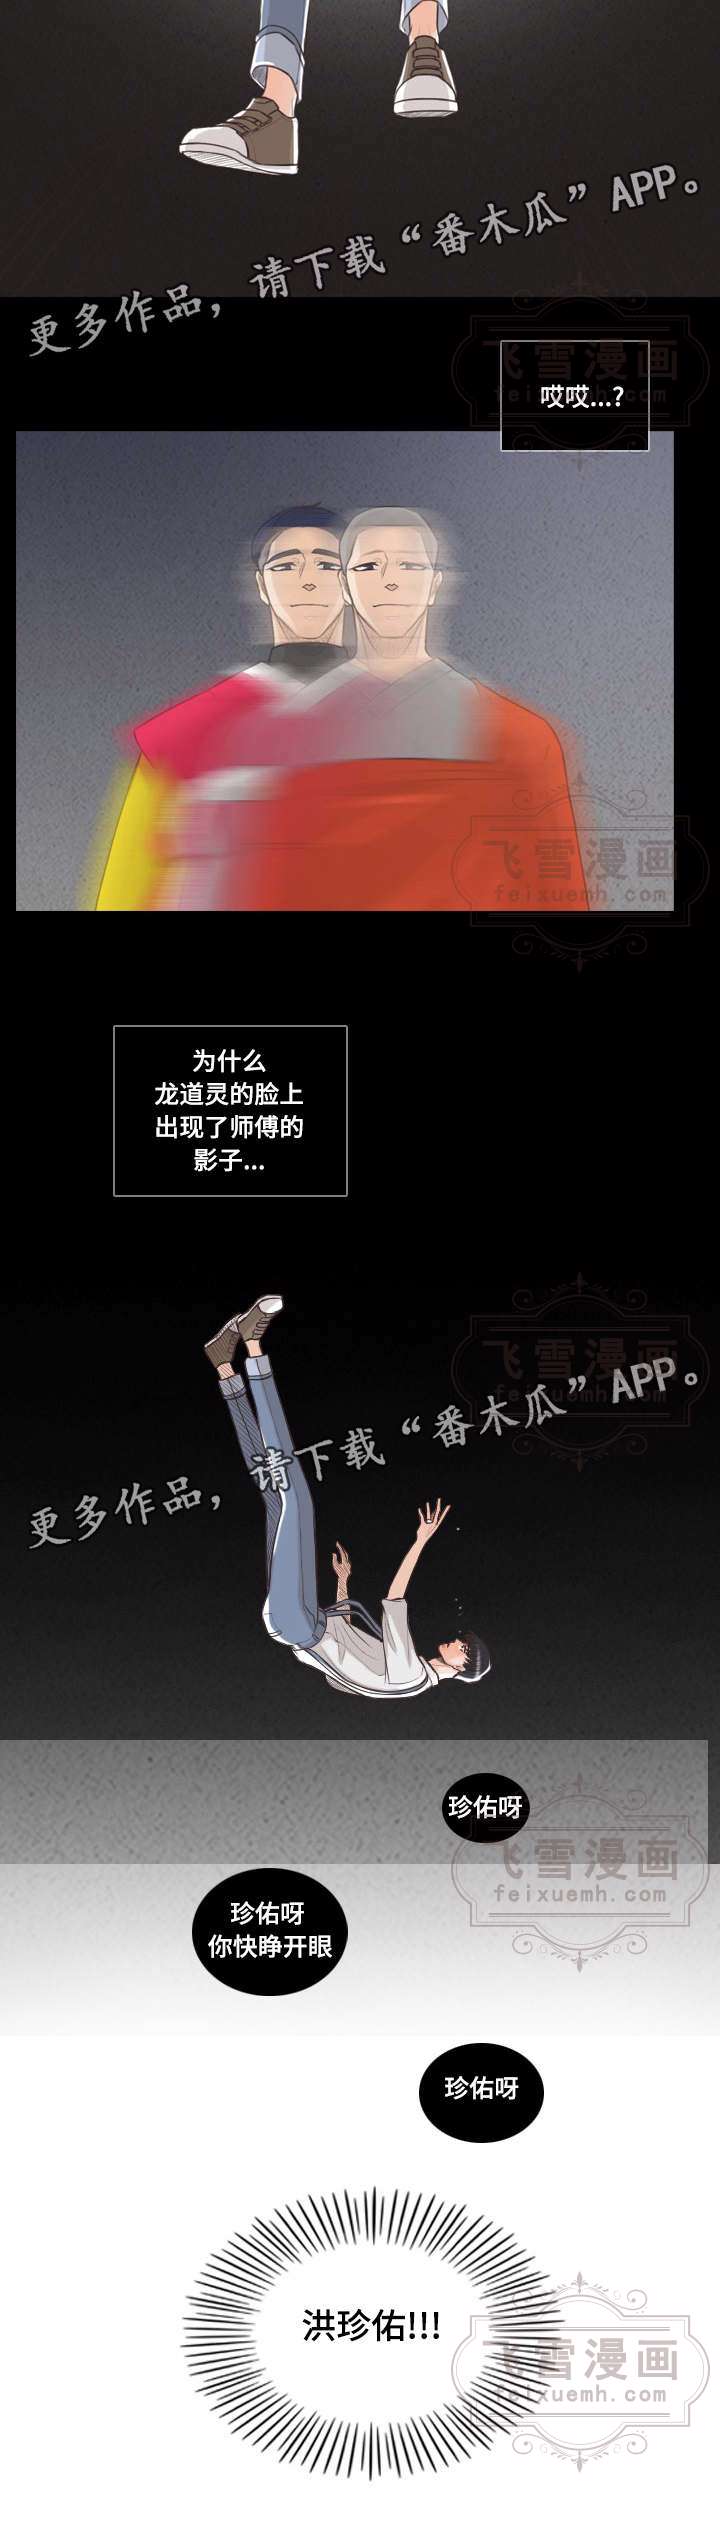 更多作品，请下载“番木瓜”APP。
飞雪漫画
feixuemh.com
哎哎...?
飞雪漫画
feixuemh.com
为什么
龙道灵的脸上
出现了师傅的
影子...
飞雪漫画
feixuemh.com
更多作品，请下载“番木瓜”APP。
珍佑呀
飞雪漫画
feixuemh.com
珍佑呀
你快睁开眼
珍佑呀
洪珍佑!!!
飞雪漫画
feixuemh.com